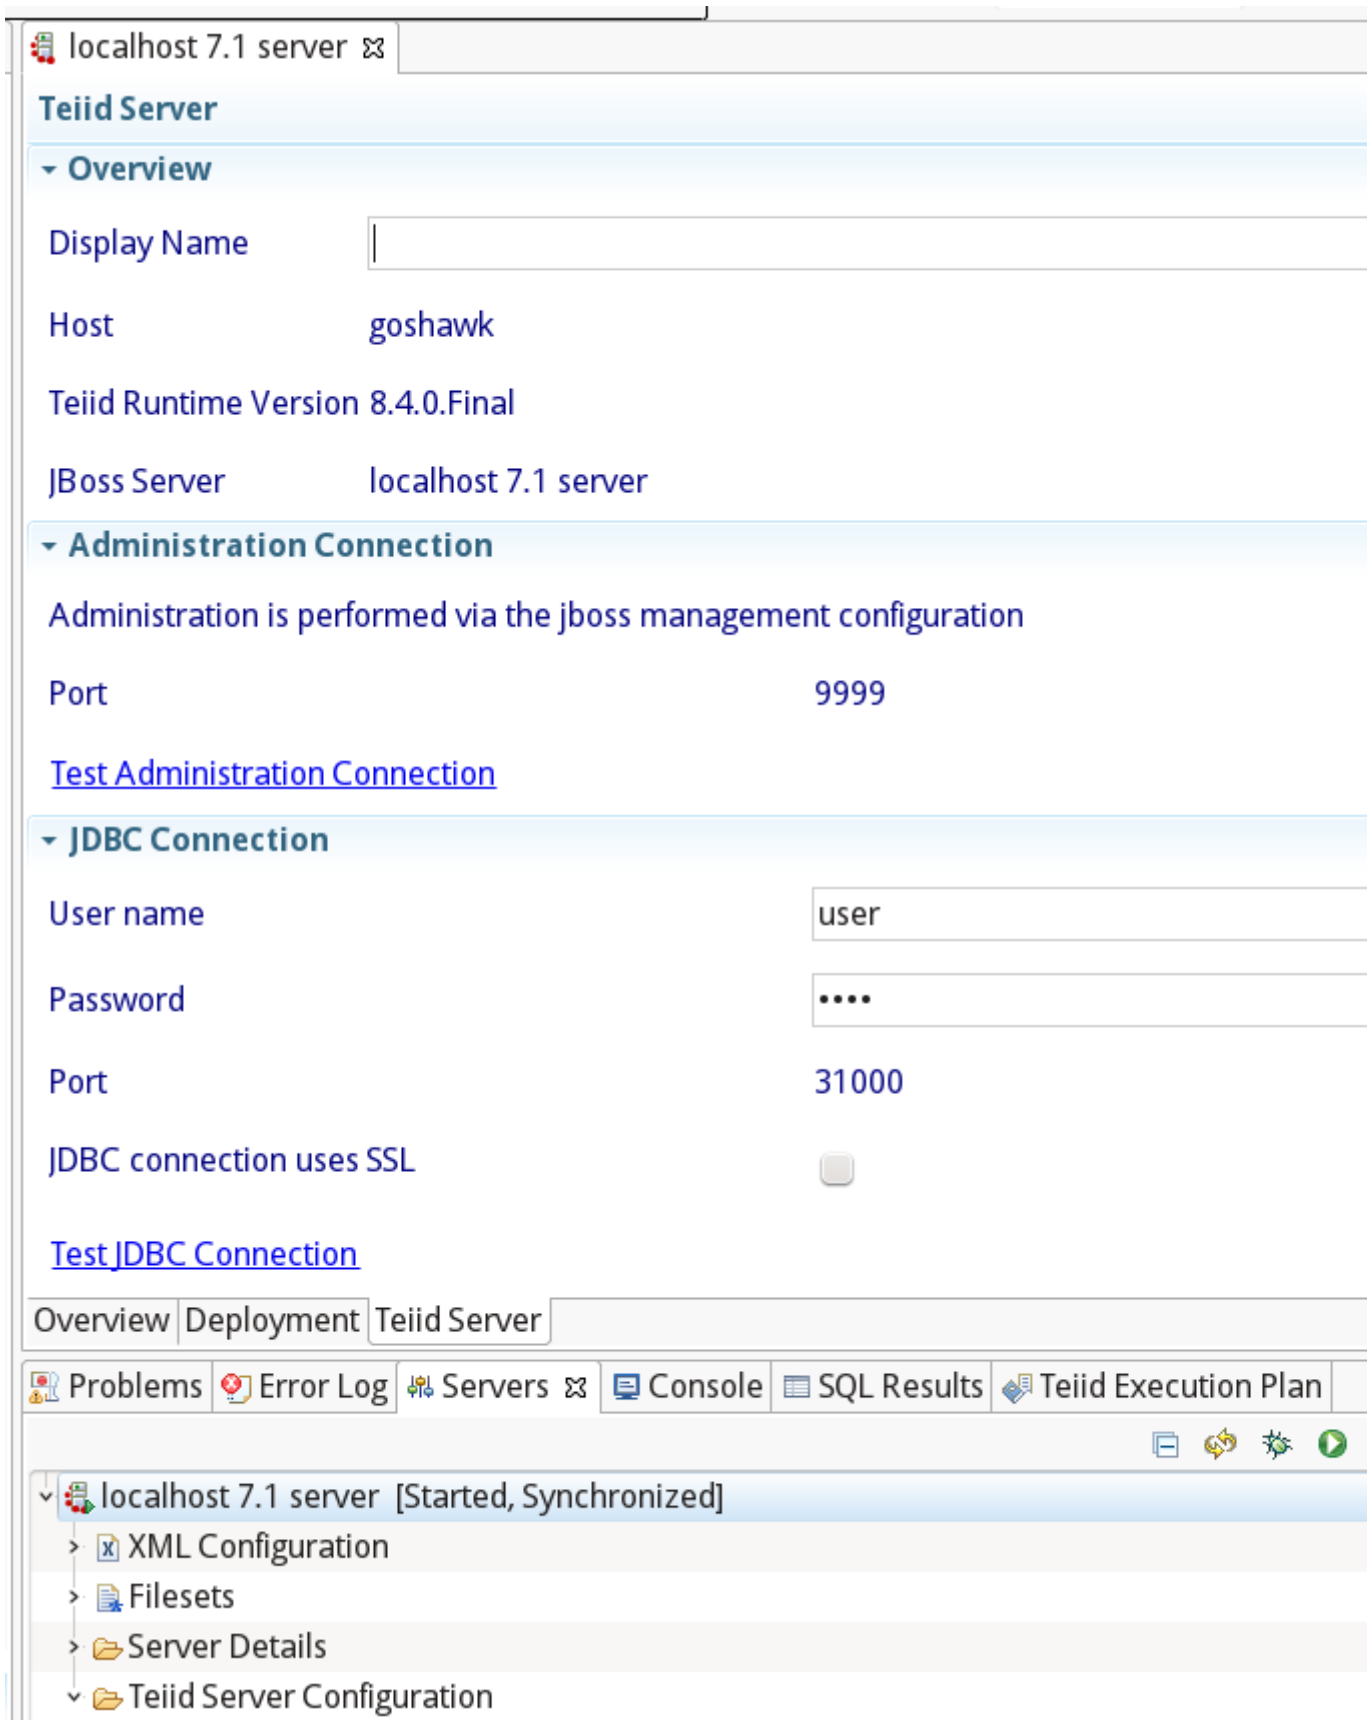 localhost 7.1 server
Teiid Server
Overview
Display Name
Host goshawk
Teiid Runtime Version 8.4.0.Final
JBoss Server localhost 7.1 server
Administration Connection
Administration is performed via the jboss management configuration
Port 9999
Test Administration Connection
JDBC Connection
User name user
Password ••••
Port 31000
JDBC connection uses SSL
Test JDBC Connection
Overview Deployment Teiid Server
Problems Error Log Servers Console SQL Results Teiid Execution Plan
localhost 7.1 server [Started, Synchronized]
XML Configuration
Filesets
Server Details
Teiid Server Configuration